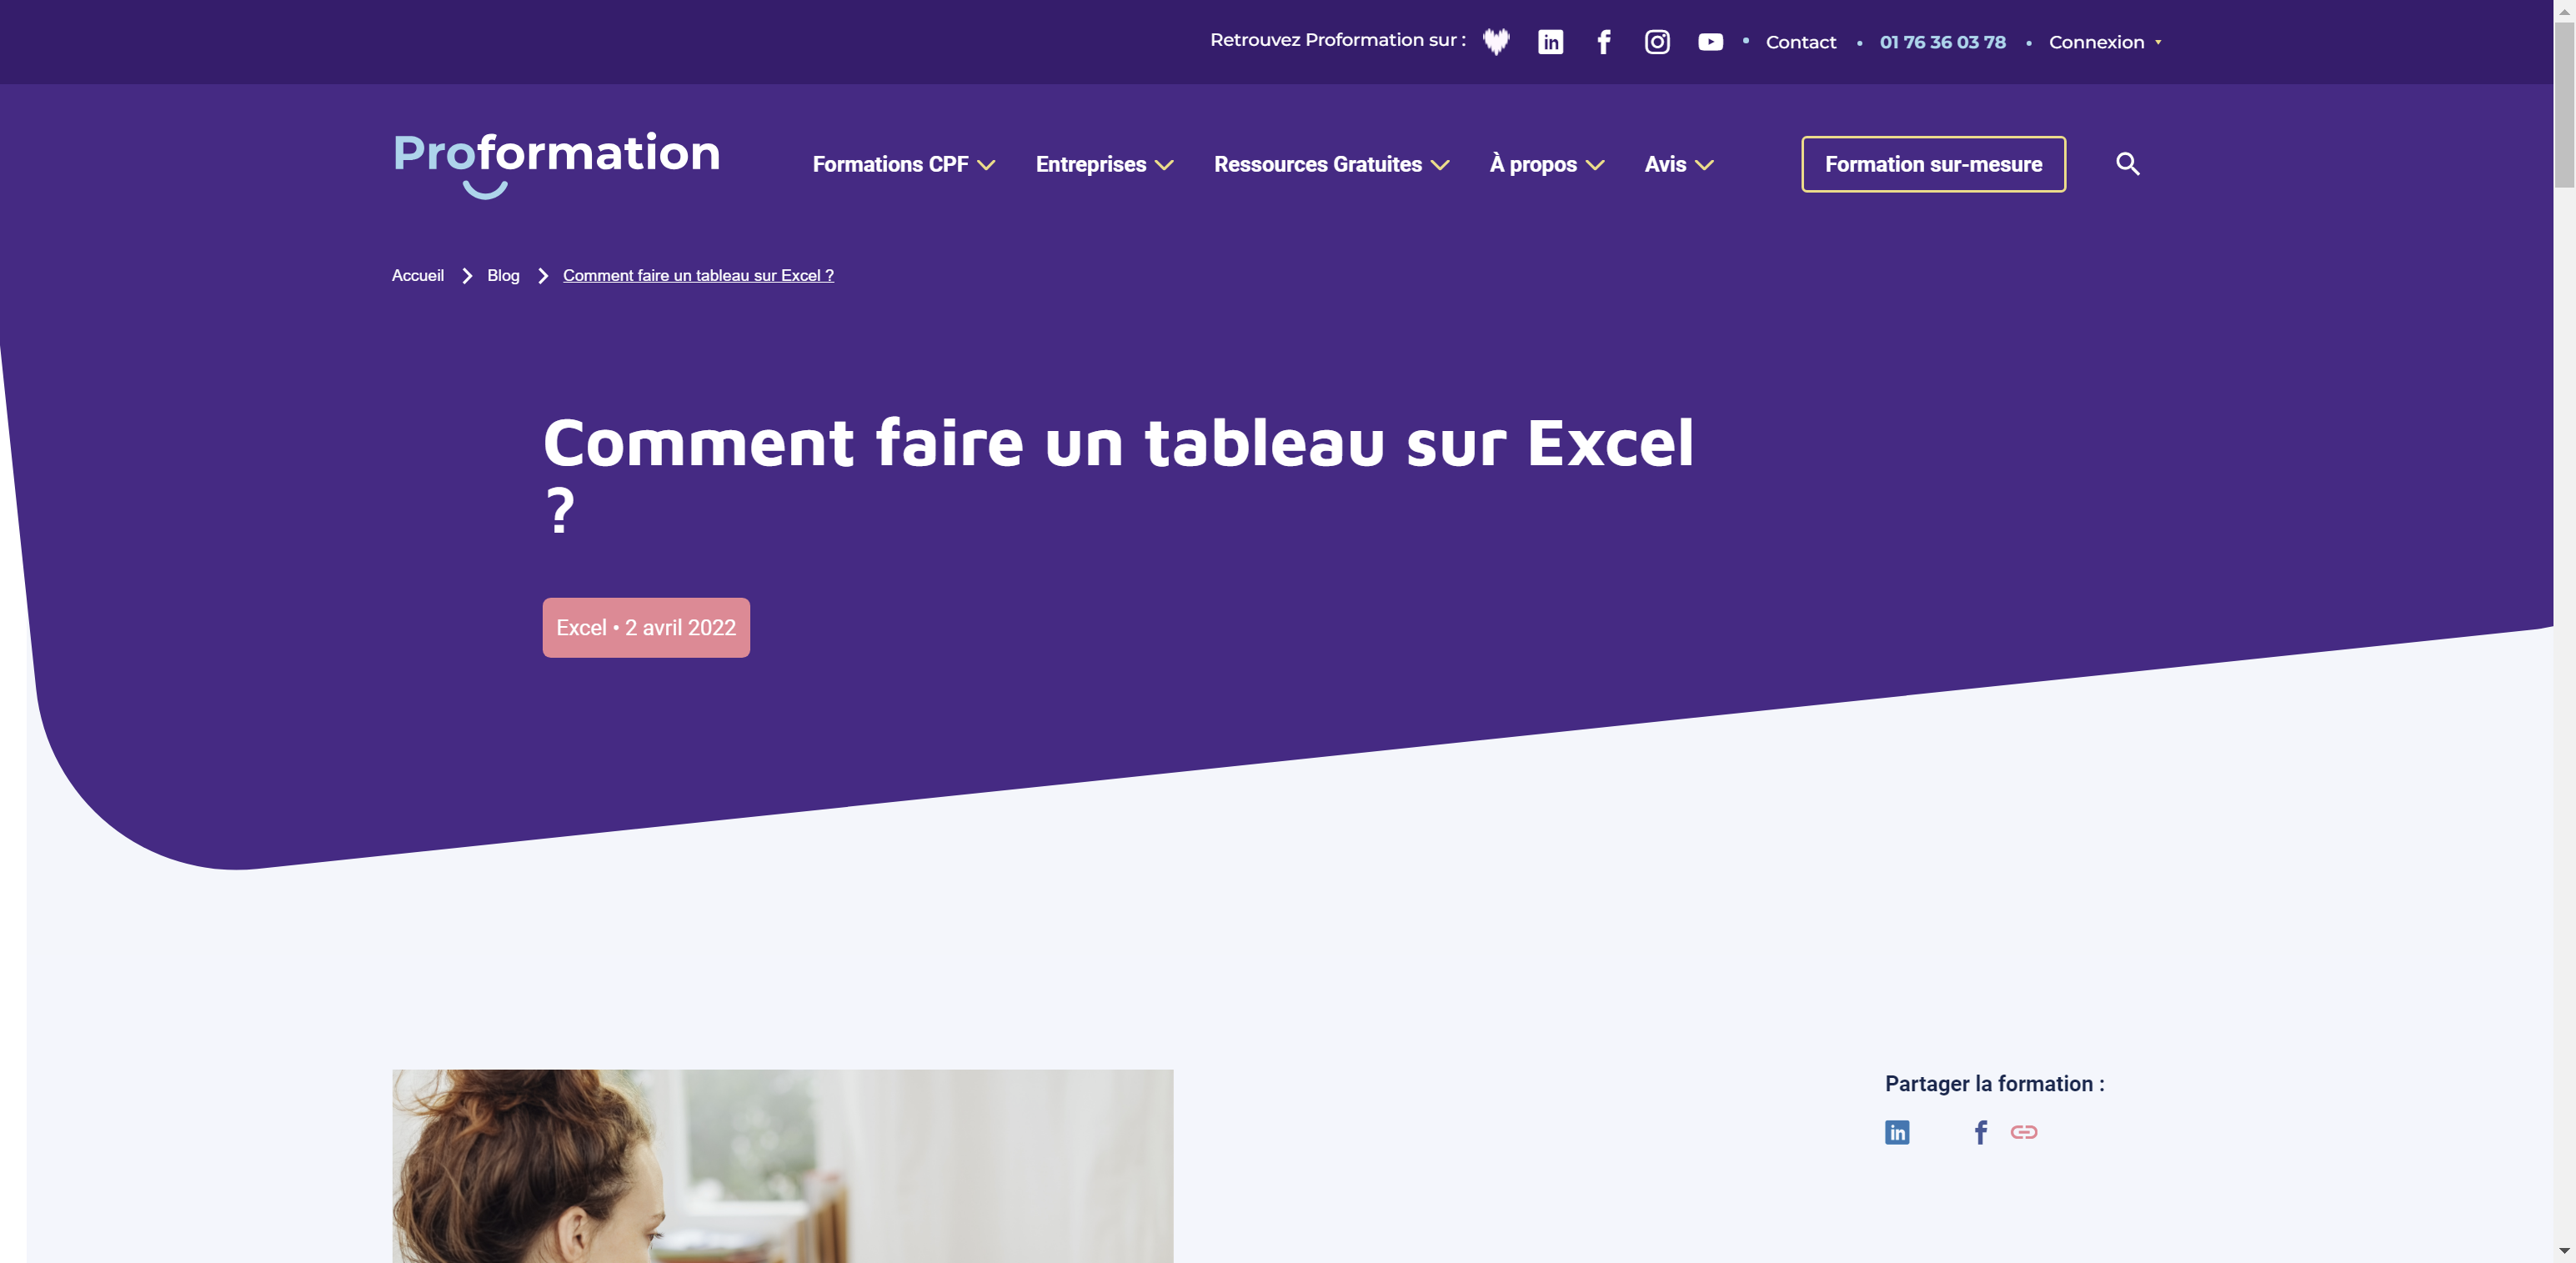 Retrouvez Proformation sur : • Contact • 01 76 36 03 78 • Connexion
Proformation
Formations CPF Entreprises Ressources Gratuites À propos Avis Formation sur-mesure
Accueil Blog Comment faire un tableau sur Excel ?
Comment faire un tableau sur Excel
?
Excel • 2 avril 2022
Partager la formation :